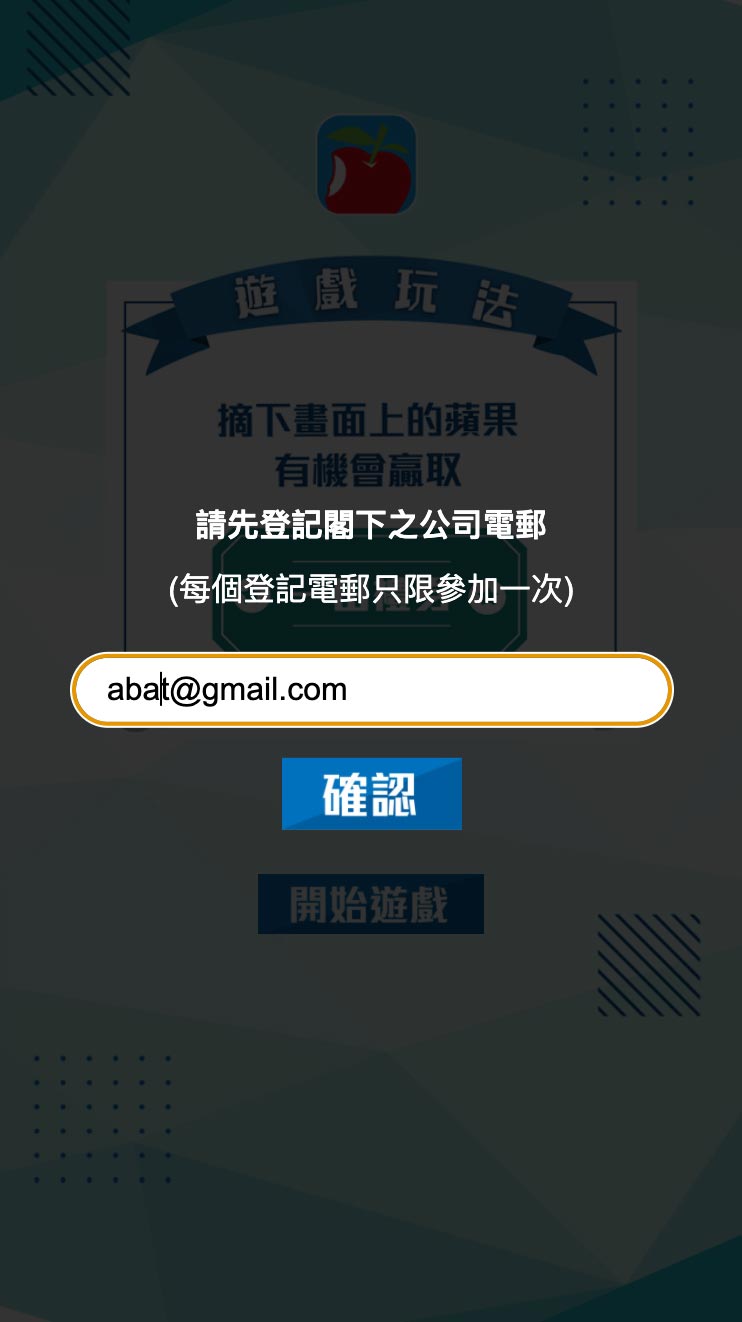 遊戲玩法
摘下畫面上的蘋果
有機會贏取
請先登記閣下之公司電郵
(每個登記電郵只限參加一次)
abat@gmail.com
確認
開始遊戲